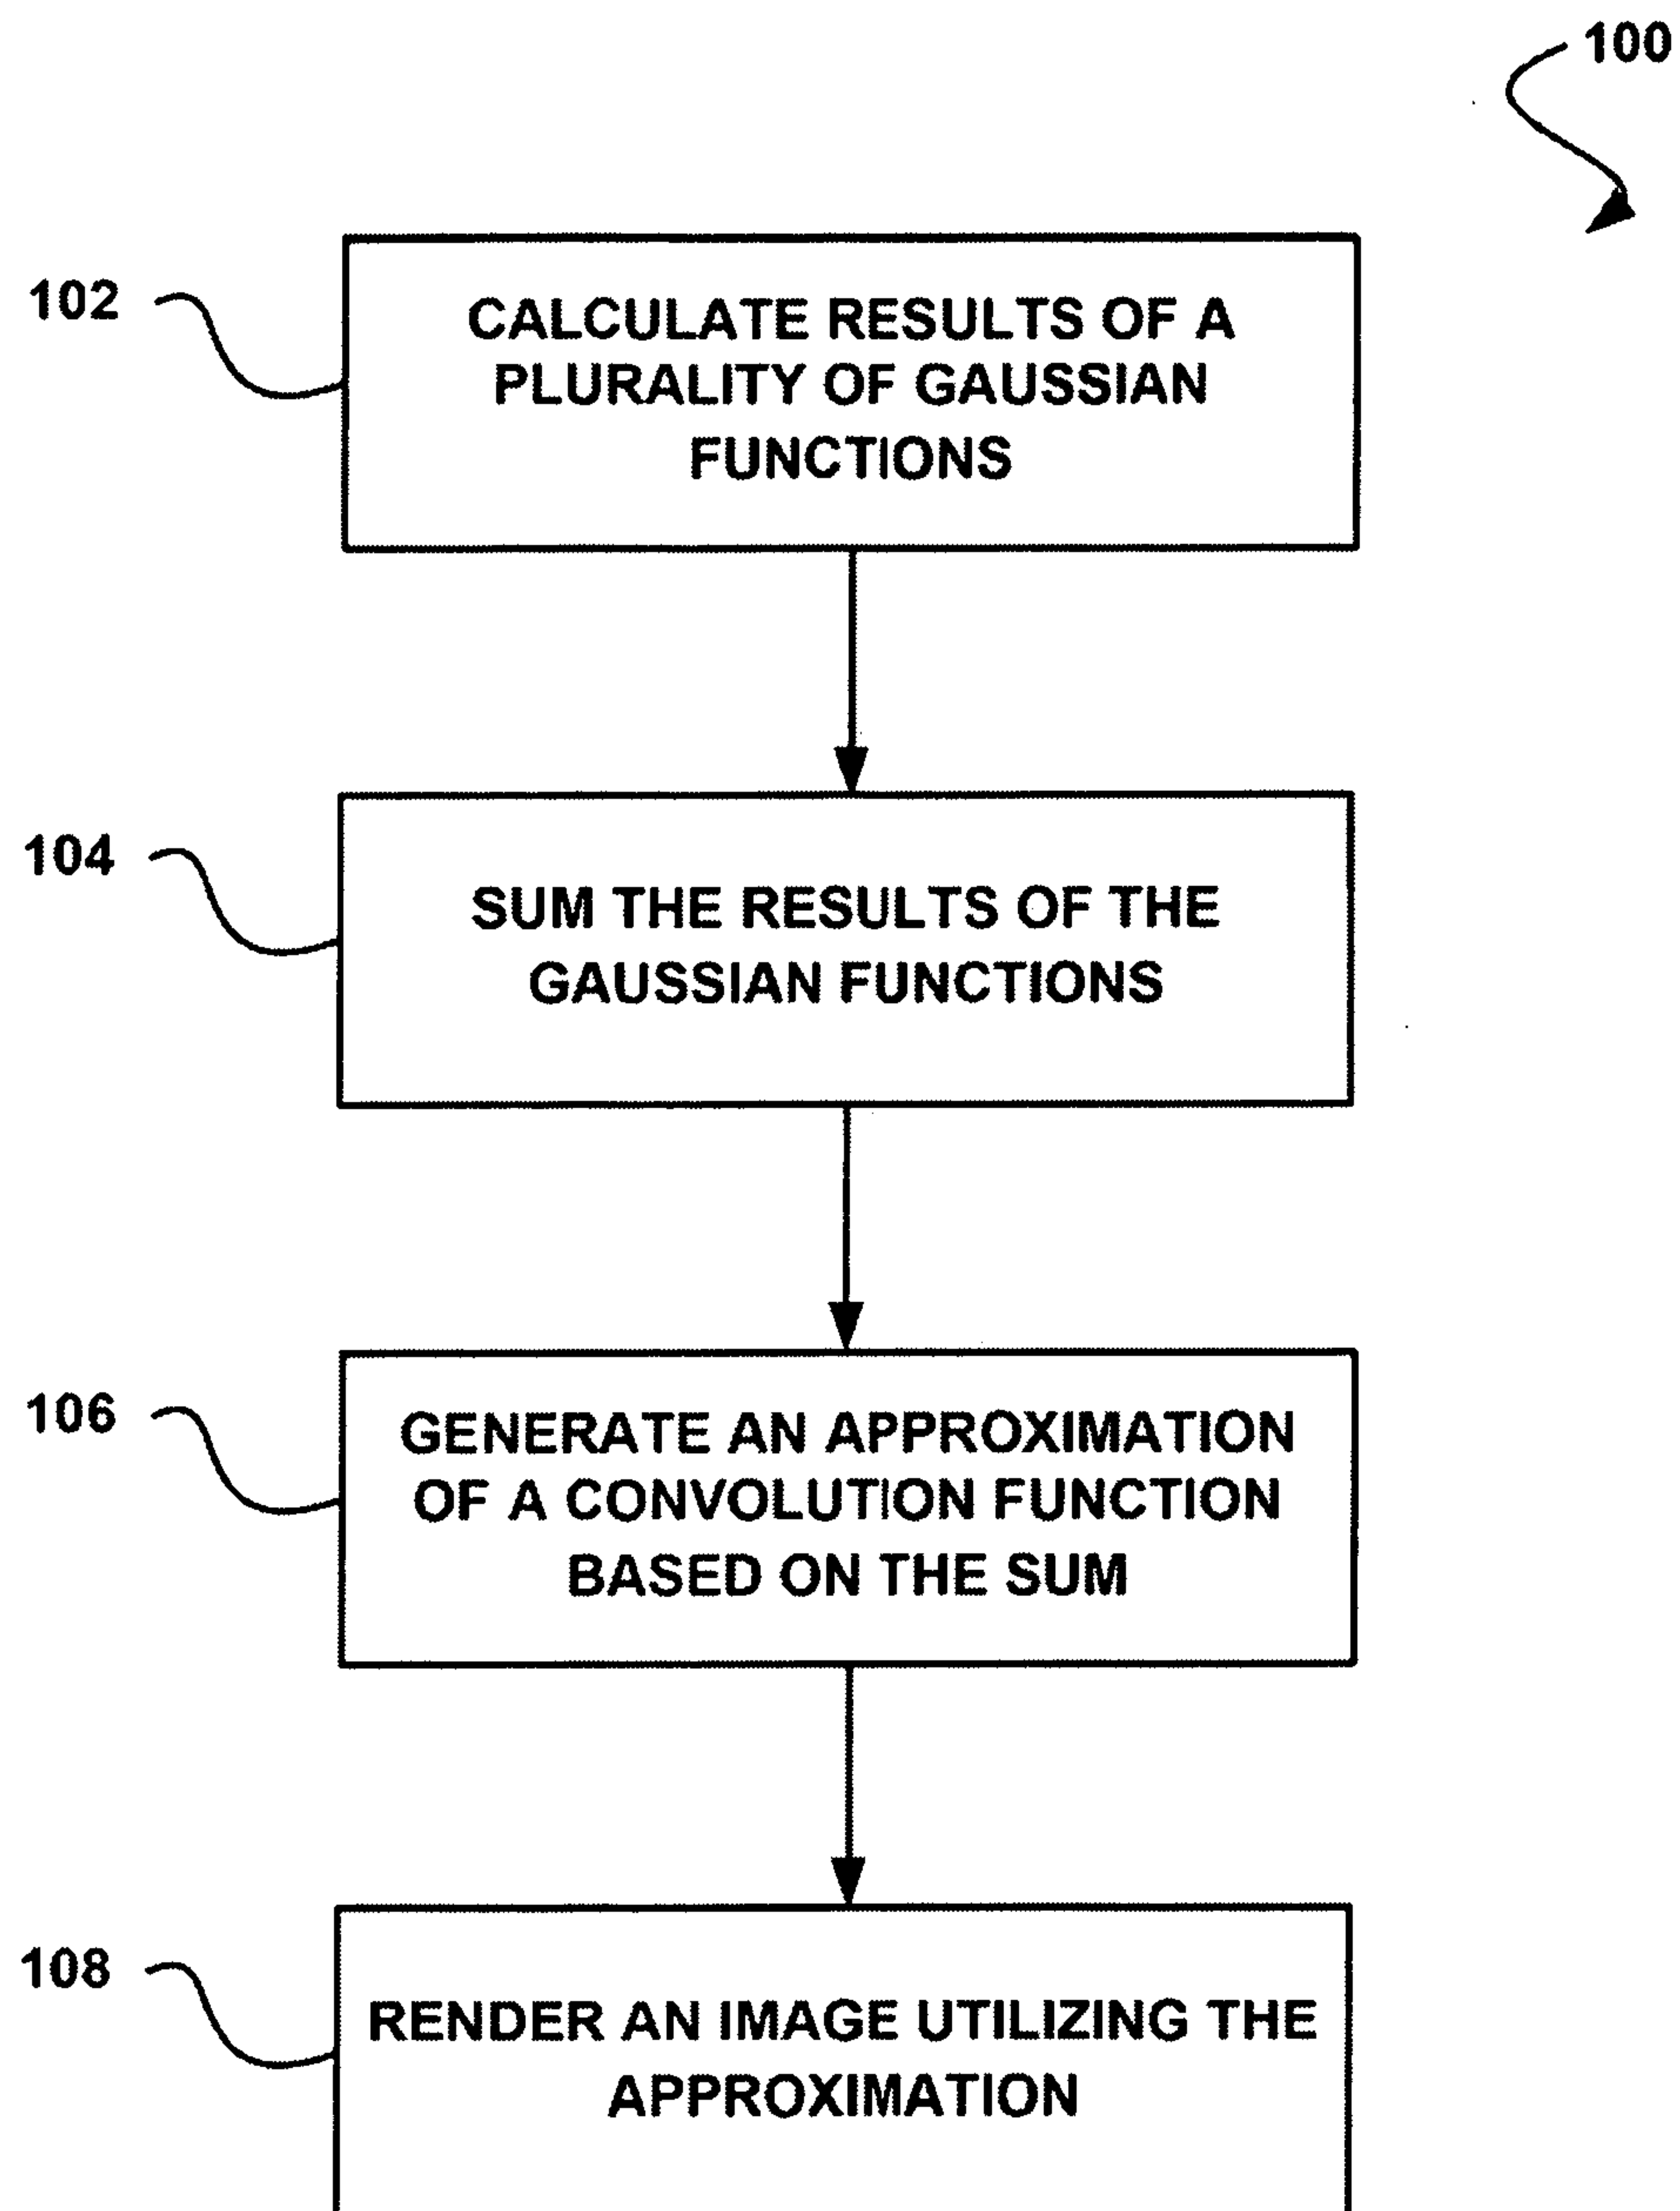 100
102
CALCULATE RESULTS OF A
PLURALITY OF GAUSSIAN
FUNCTIONS
104
SUM THE RESULTS OF THE
GAUSSIAN FUNCTIONS
106
GENERATE AN APPROXIMATION
OF A CONVOLUTION FUNCTION
BASED ON THE SUM
108
RENDER AN IMAGE UTILIZING THE
APPROXIMATION